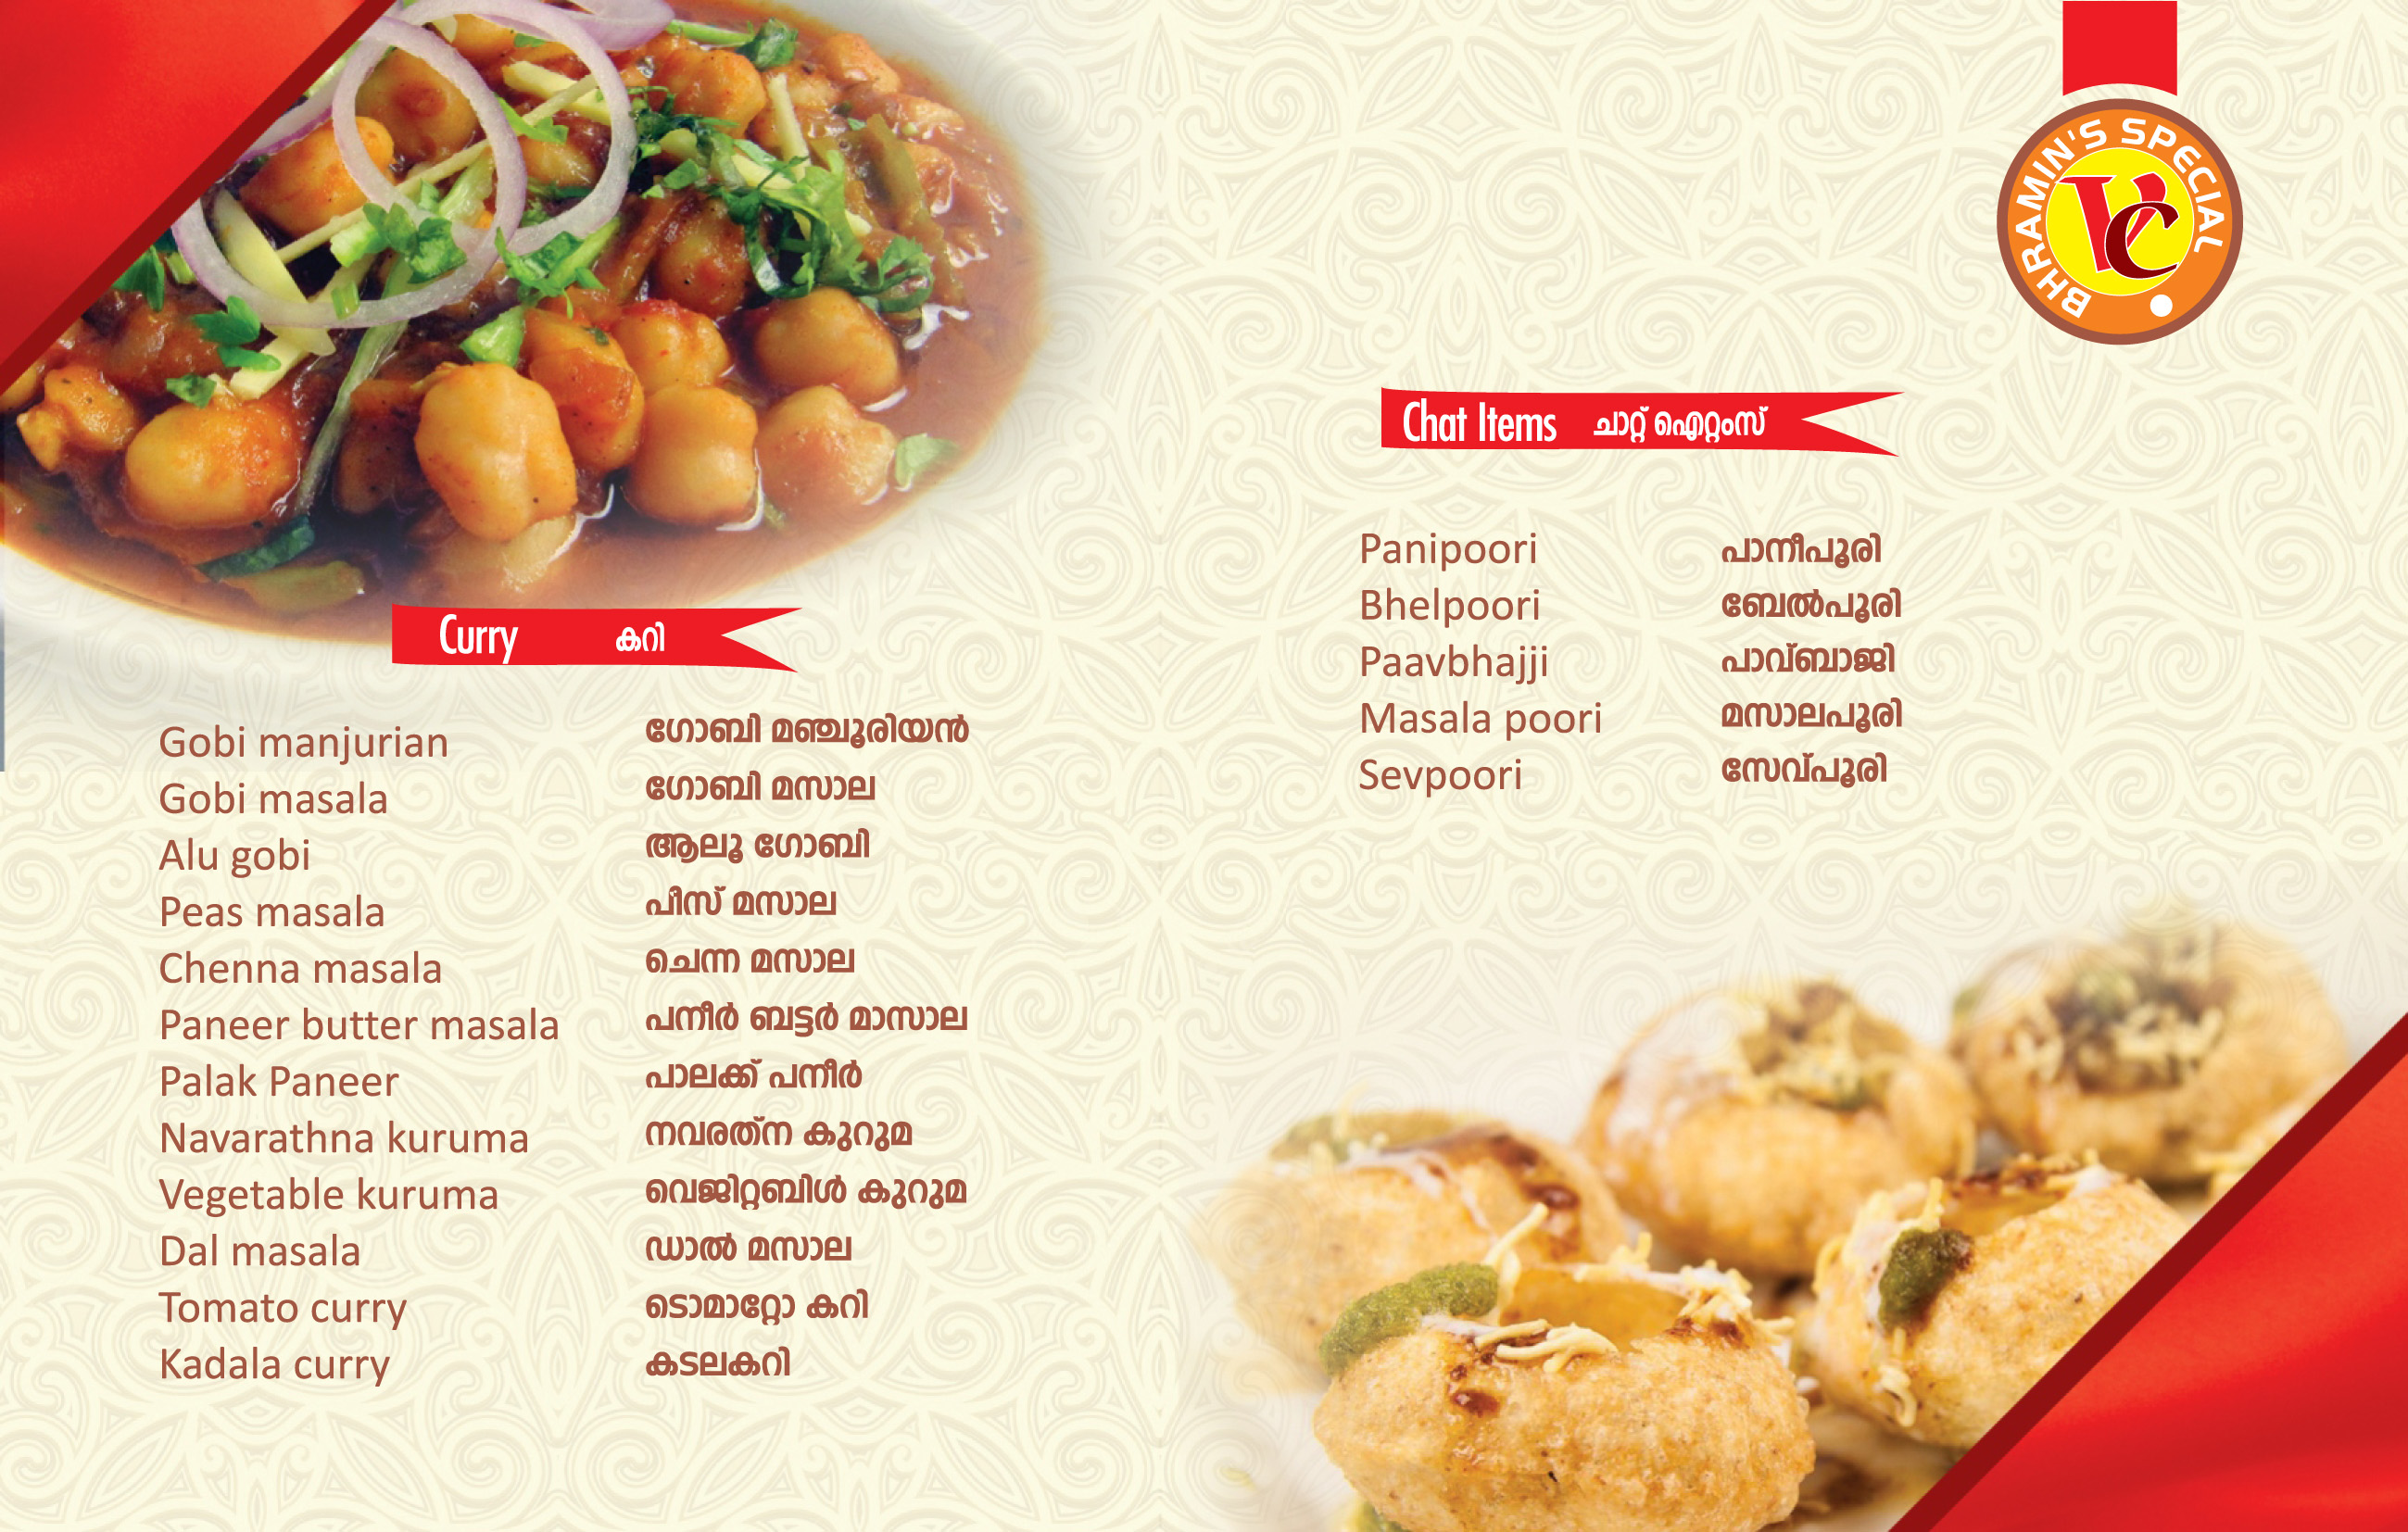 BHRAMIN'S SPECIAL
VC
Chat Items ചാറ്റ് ഐറ്റംസ്
Panipoori പാനീപൂരി
Bhelpoori ബേൽപൂരി
Paavbhajji പാവ്ബാജി
Masala poori മസാലപൂരി
Sevpoori സേവ്പൂരി
Curry കറി
Gobi manjurian ഗോബി മഞ്ചൂരിയൻ
Gobi masala ഗോബി മസാല
Alu gobi ആലൂ ഗോബി
Peas masala പീസ് മസാല
Chenna masala ചെന്ന മസാല
Paneer butter masala പനീർ ബട്ടർ മാസാല
Palak Paneer പാലക്ക് പനീർ
Navarathna kuruma നവരത്‌ന കുറുമ
Vegetable kuruma വെജിറ്റബിൾ കുറുമ
Dal masala ഡാൽ മസാല
Tomato curry ടൊമാറ്റോ കറി
Kadala curry കടലകറി